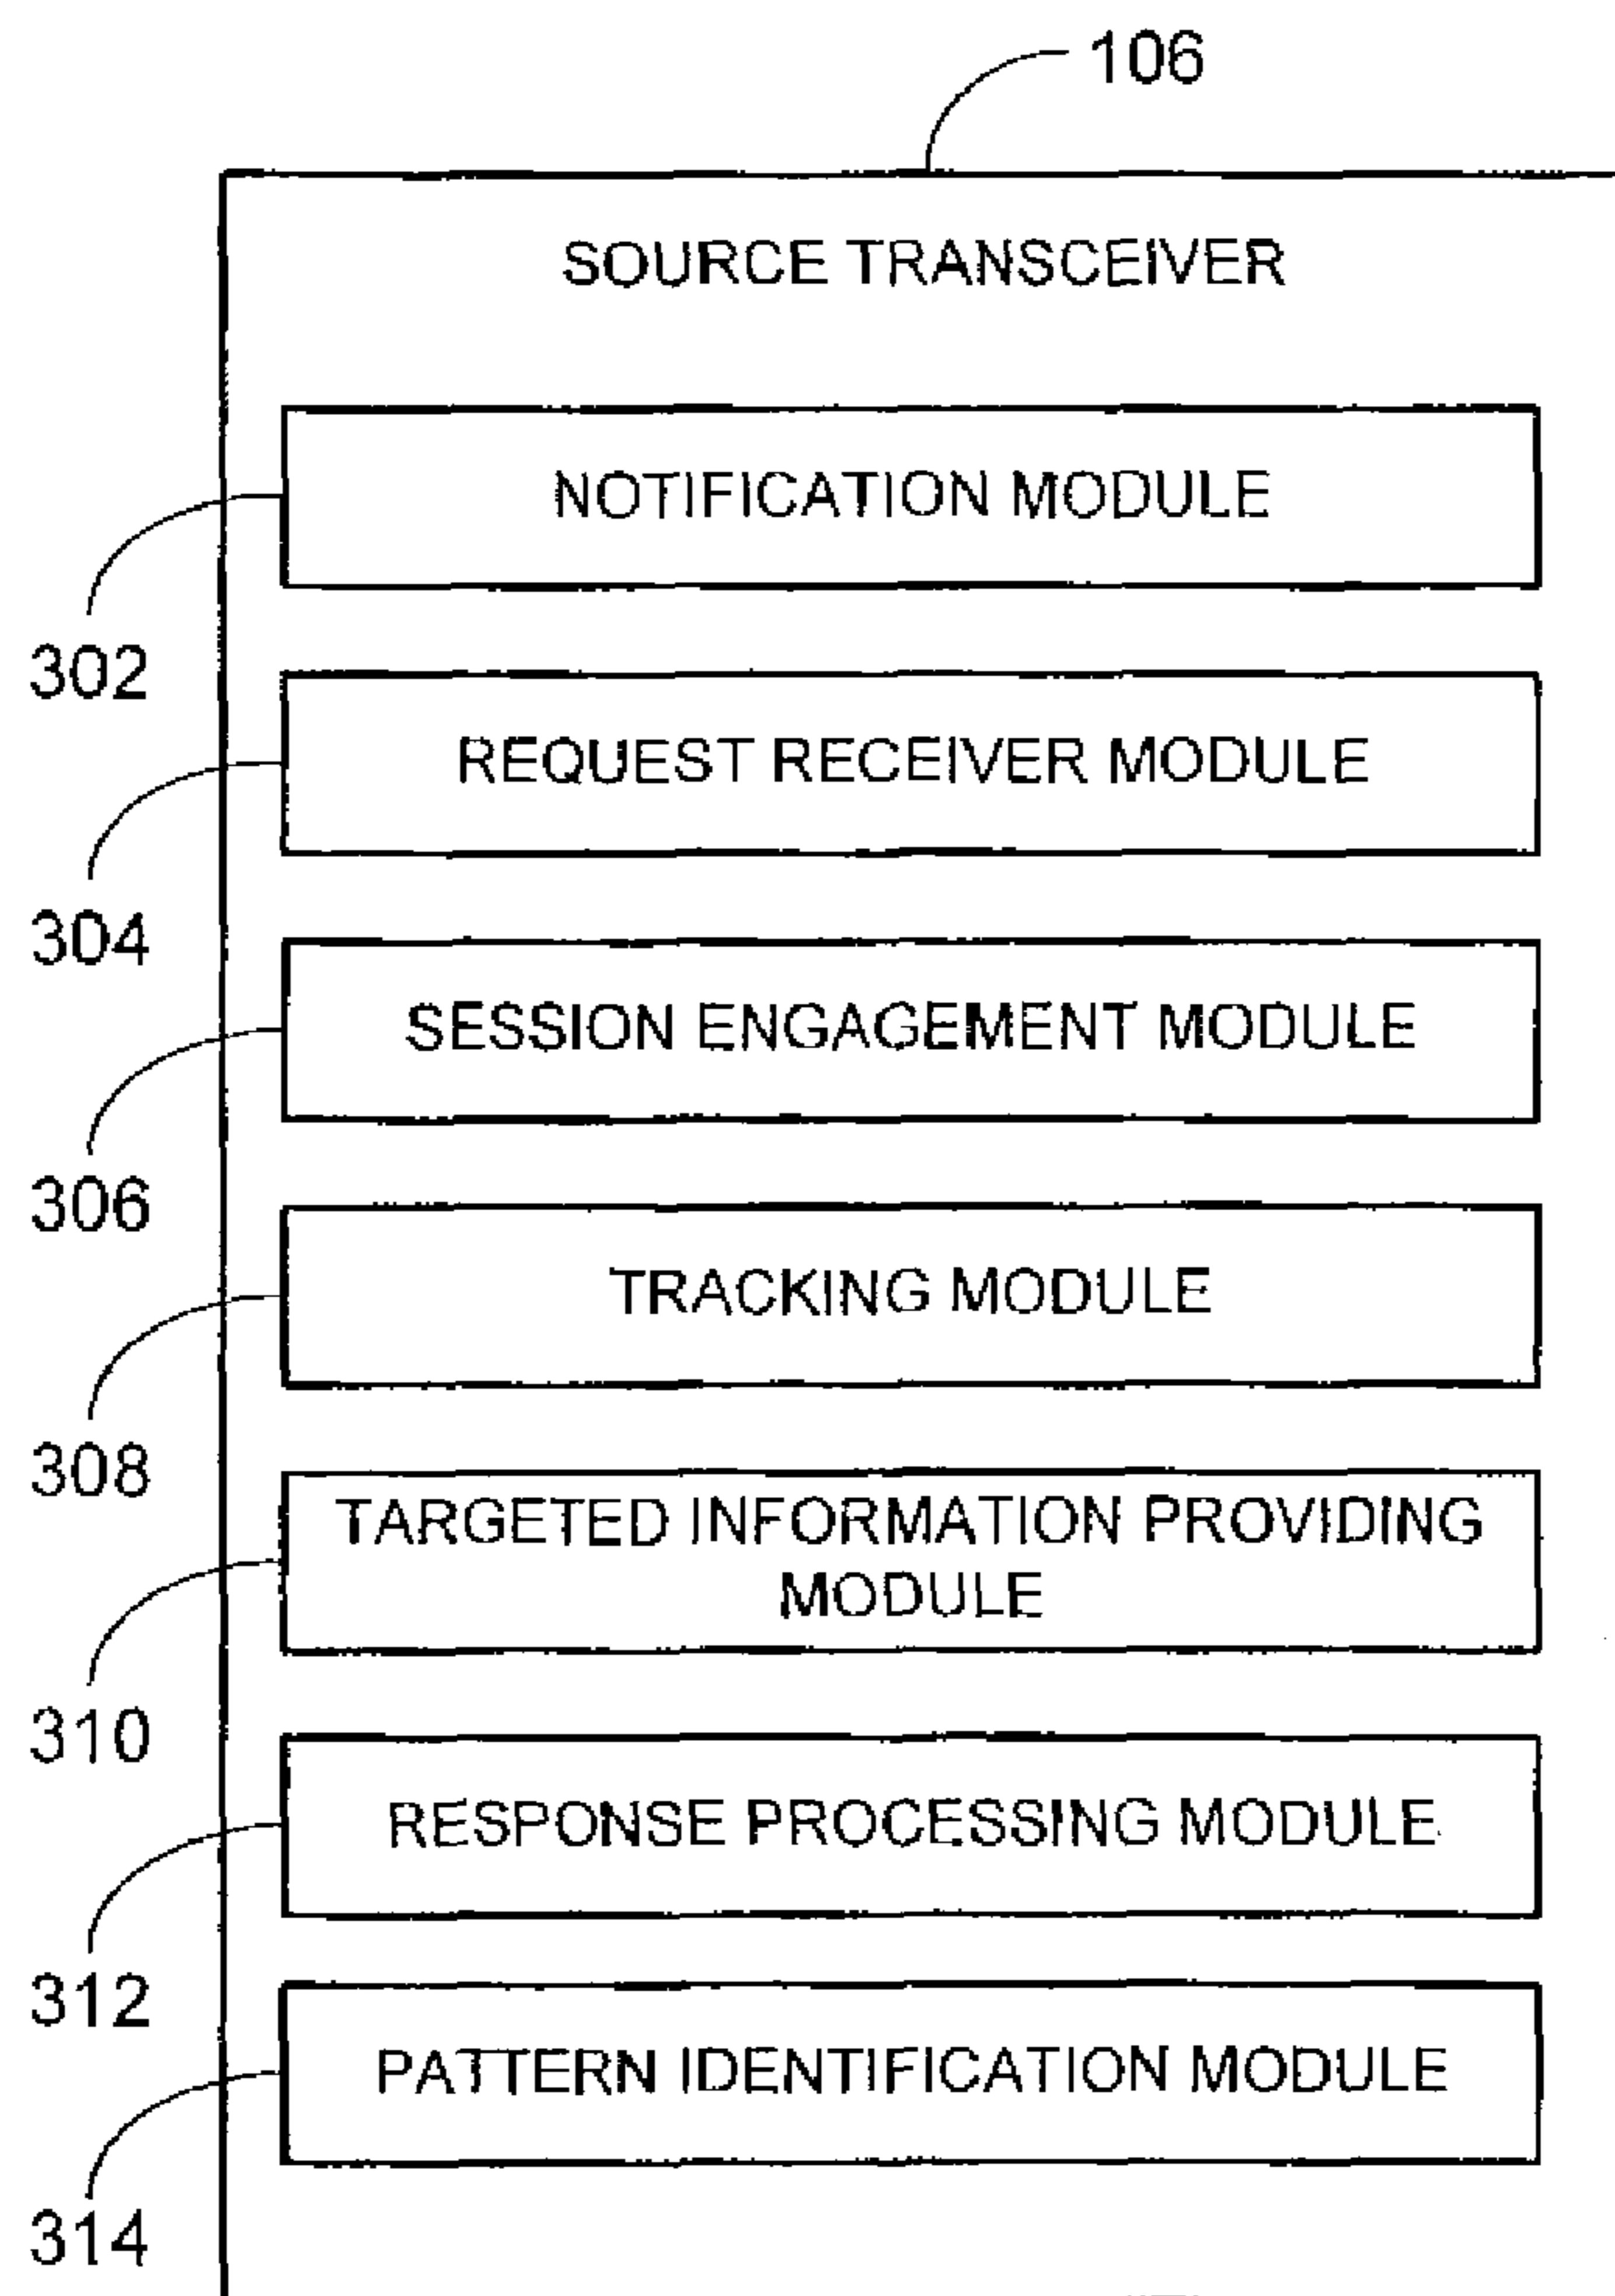 106
SOURCE TRANSCEIVER
NOTIFICATION MODULE
302
REQUEST RECEIVER MODULE
304
SESSION ENGAGEMENT MODULE
306
TRACKING MODULE
308
TARGETED INFORMATION PROVIDING
MODULE
310
RESPONSE PROCESSING MODULE
312
PATTERN IDENTIFICATION MODULE
314